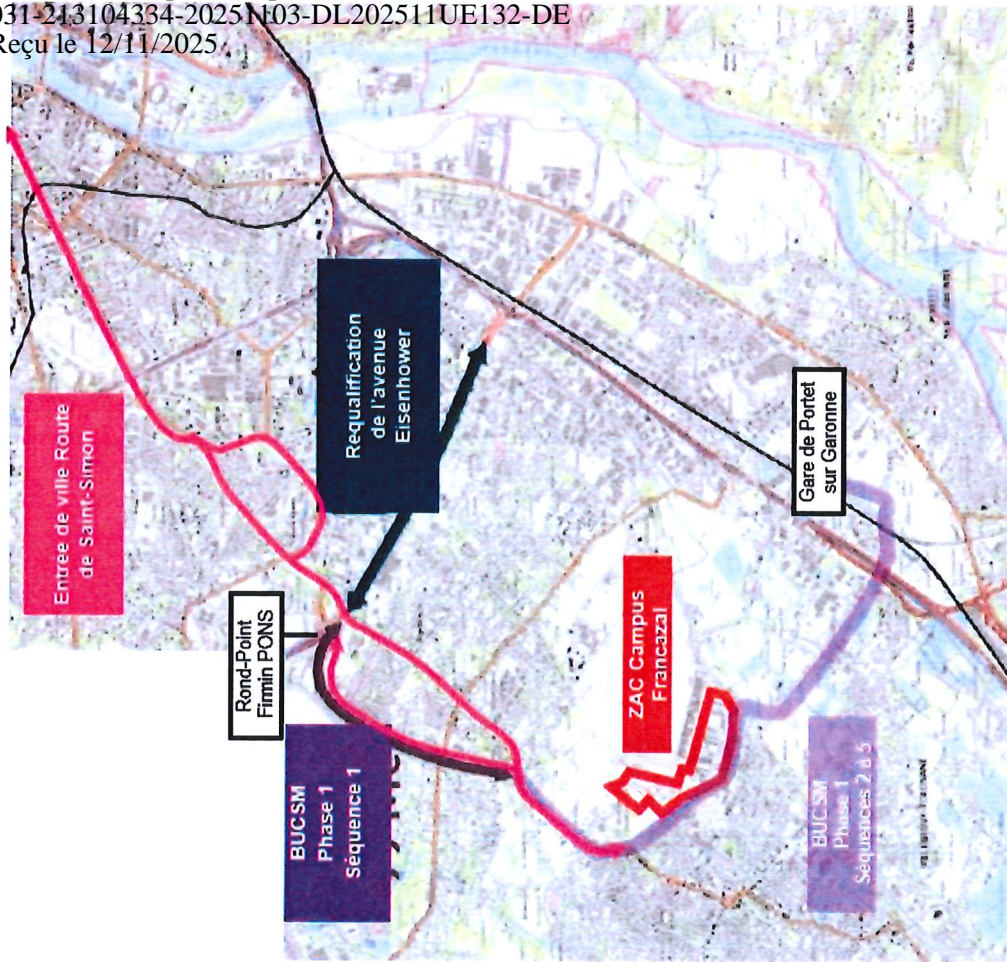 031-213104334-20251103-DL202511UE132-DE
Reçu le 12/11/2025
Entrée de ville Route
de Saint-Simon
Requalification
de l'avenue
Eisenhower
Rond-Point
Firmin PONS
BUCSM
Phase 1
Séquence 1
ZAC Campus
Francazal
Gare de Portet
sur Garonne
BUCSM
Phase 1
Séquences 2 à 5